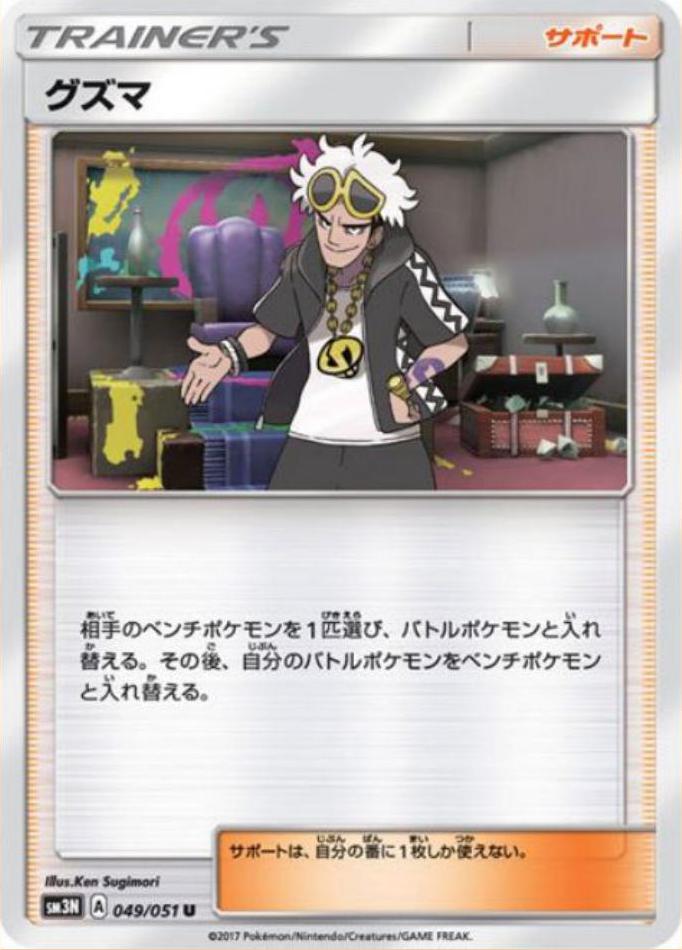 TRAINER'S
サポート
グズマ
相手のベンチポケモンを1匹選び、バトルポケモンと入れ
替える。その後、自分のバトルポケモンをベンチポケモン
と入れ替える。
サポートは、自分の番に1枚しか使えない。
Illus.Ken Sugimori
SM3N A 049/051 U
©2017 Pokémon/Nintendo/Creatures/GAME FREAK.